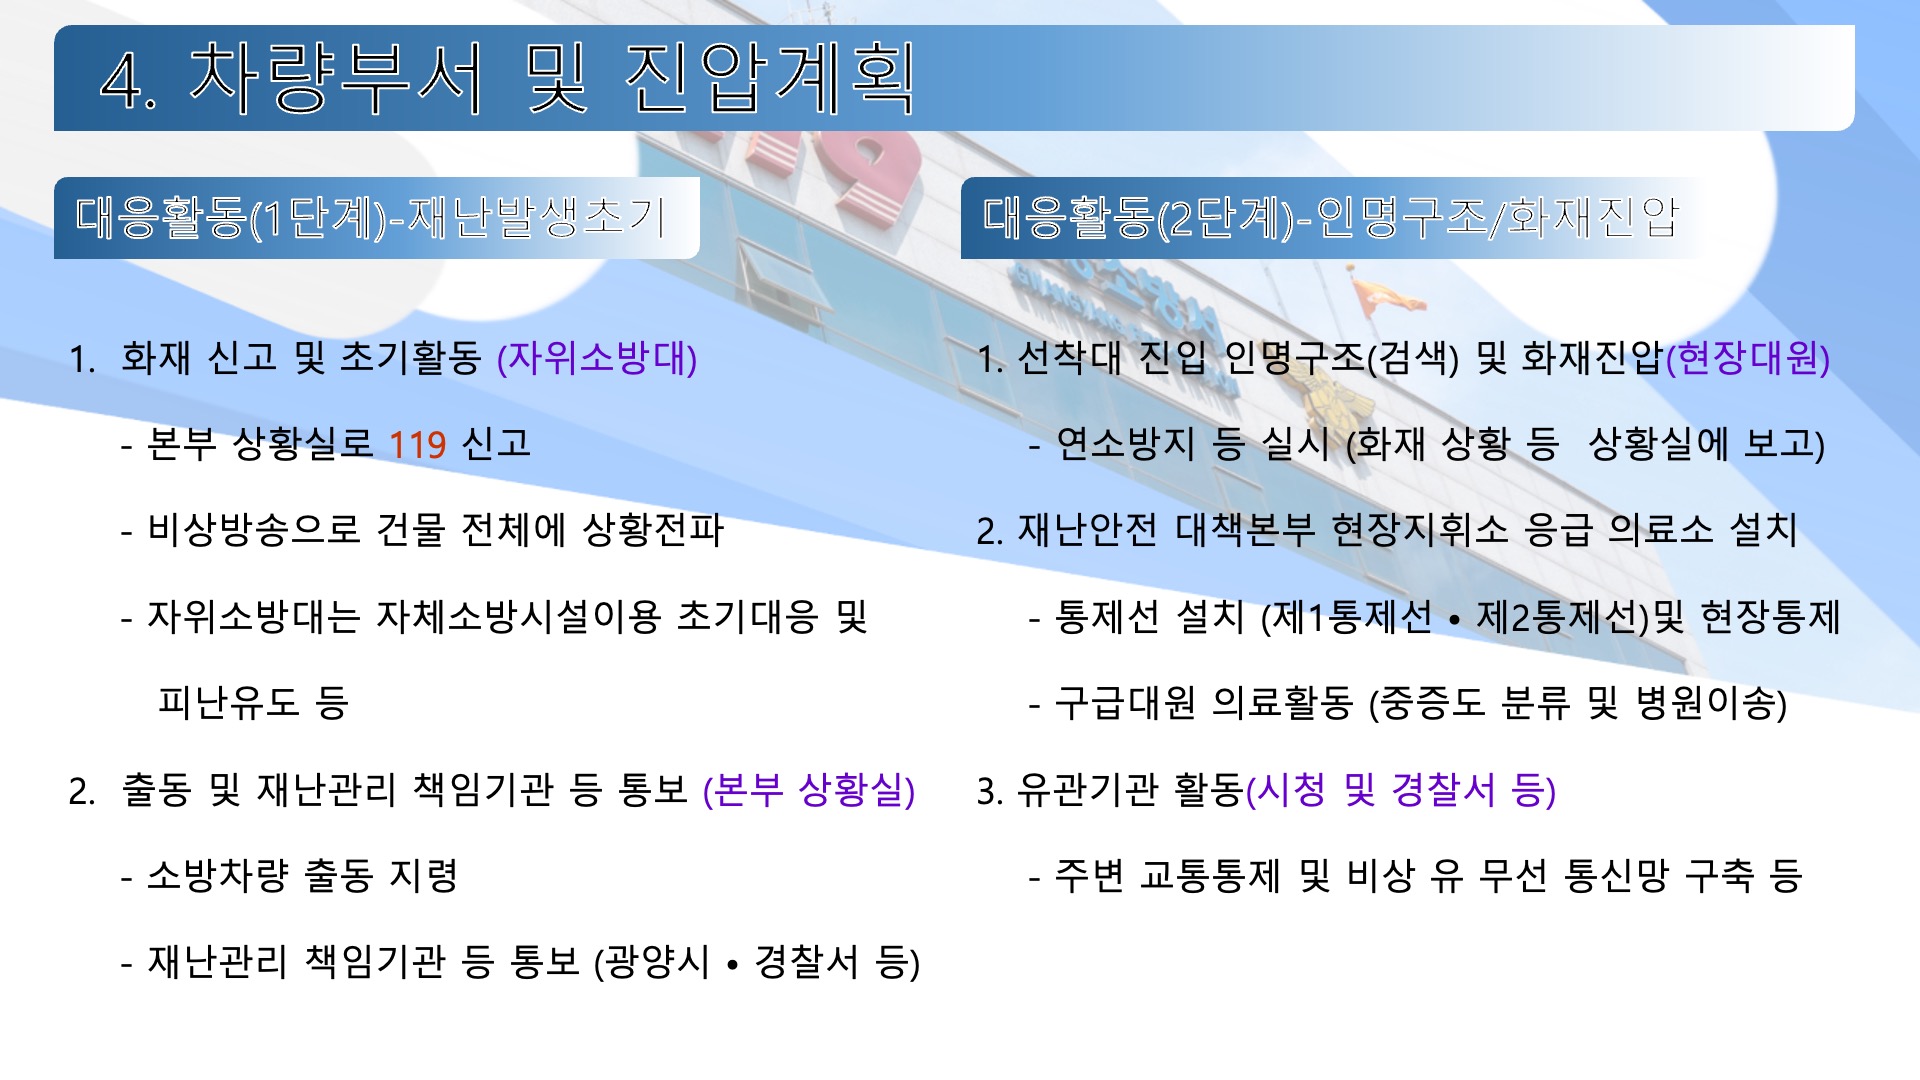 4. 차량부서 및 진압계획
대응활동(1단계)-재난발생초기
1. 화재 신고 및 초기활동 (자위소방대)
- 본부 상황실로 119 신고
- 비상방송으로 건물 전체에 상황전파
- 자위소방대는 자체소방시설이용 초기대응 및
피난유도 등
2. 출동 및 재난관리 책임기관 등 통보 (본부 상황실)
- 소방차량 출동 지령
- 재난관리 책임기관 등 통보 (광양시 • 경찰서 등)
대응활동(2단계)-인명구조/화재진압
1. 선착대 진입 인명구조(검색) 및 화재진압(현장대원)
- 연소방지 등 실시 (화재 상황 등 상황실에 보고)
2. 재난안전 대책본부 현장지휘소 응급 의료소 설치
- 통제선 설치 (제1통제선 • 제2통제선)및 현장통제
- 구급대원 의료활동 (중증도 분류 및 병원이송)
3. 유관기관 활동(시청 및 경찰서 등)
- 주변 교통통제 및 비상 유 무선 통신망 구축 등